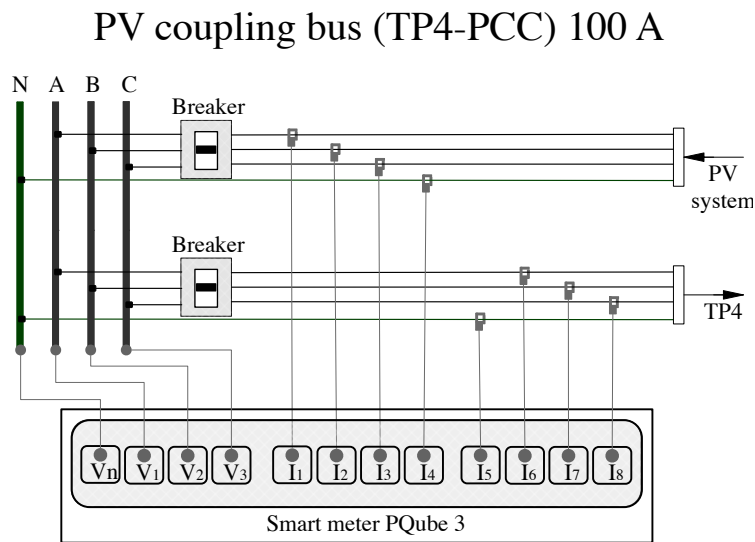 PV coupling bus (TP4-PCC) 100 A
N A B C
Breaker
PV
system
Breaker
TP4
Vn V1 V2 V3 I1 I2 I3 I4 I5 I6 I7 I8
Smart meter PQube 3